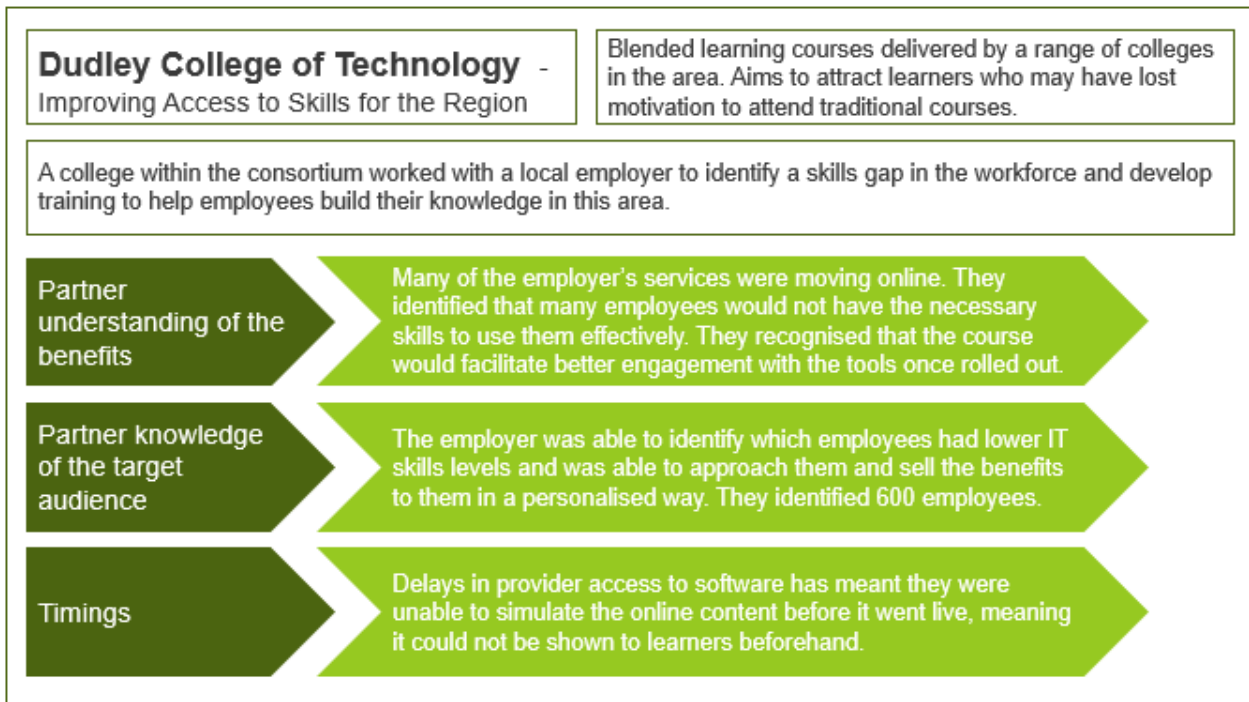 Dudley College of Technology -
Improving Access to Skills for the Region
Blended learning courses delivered by a range of colleges
in the area. Aims to attract learners who may have lost
motivation to attend traditional courses.
A college within the consortium worked with a local employer to identify a skills gap in the workforce and develop
training to help employees build their knowledge in this area.
Partner
understanding of the
benefits
Many of the employer's services were moving online. They
identified that many employees would not have the necessary
skills to use them effectively. They recognised that the course
would facilitate better engagement with the tools once rolled out.
Partner knowledge
of the target
audience
The employer was able to identify which employees had lower IT
skills levels and was able to approach them and sell the benefits
to them in a personalised way. They identified 600 employees.
Timings
Delays in provider access to software has meant they were
unable to simulate the online content before it went live, meaning
it could not be shown to learners beforehand.